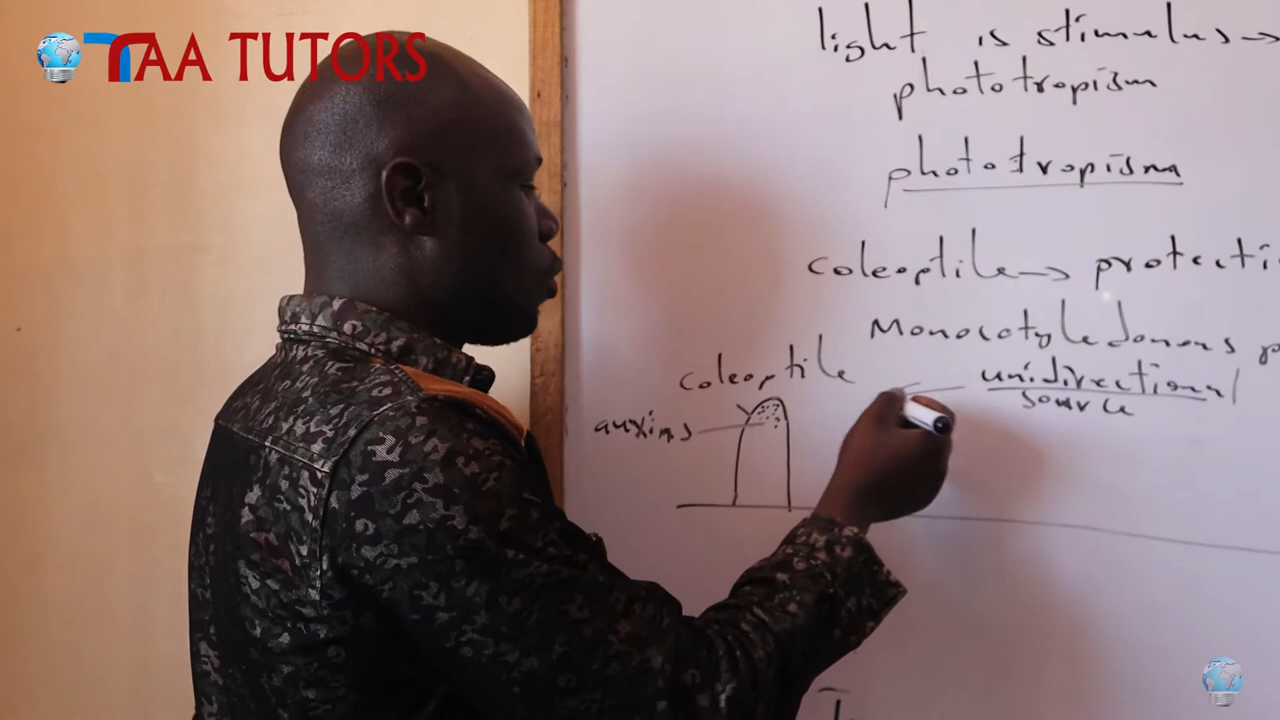 TAA TUTORS
light is stimulus →
phototropism
phototropism
coleoptile → protecti
Monocotyledonous p
coleoptile
unidirectional
source
auxins